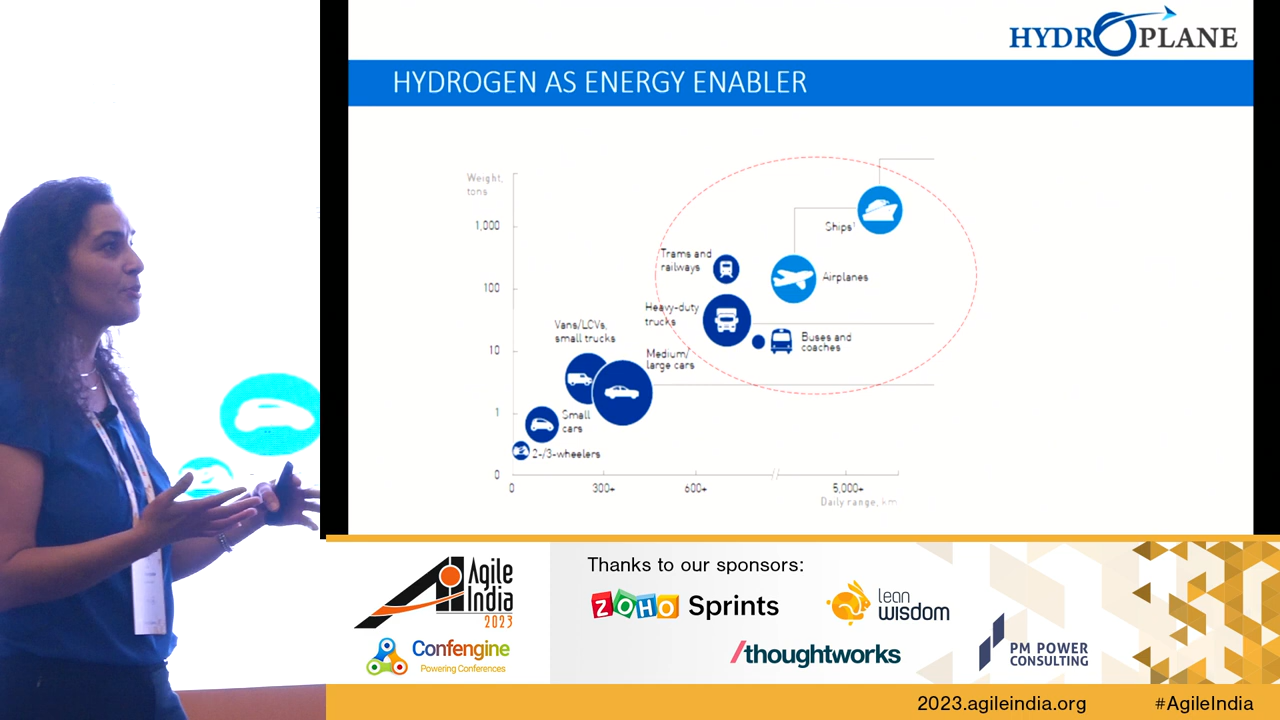 HYDROPLANE
HYDROGEN AS ENERGY ENABLER
Weight,
tons
1,000
100
10
1
0
0
300+
600+
5,000+
Daily range, km
Ships¹
Trams and
railways
Airplanes
Heavy-duty
trucks
Buses and
coaches
Vans/LCVs,
small trucks
Medium/
large cars
Small
cars
2-/3-wheelers
Agile
India
2023
Confengine
Powering Conferences
Thanks to our sponsors:
ZOHO Sprints
lean
wisdom
/thoughtworks
PM POWER
CONSULTING
2023.agileindia.org
#AgileIndia